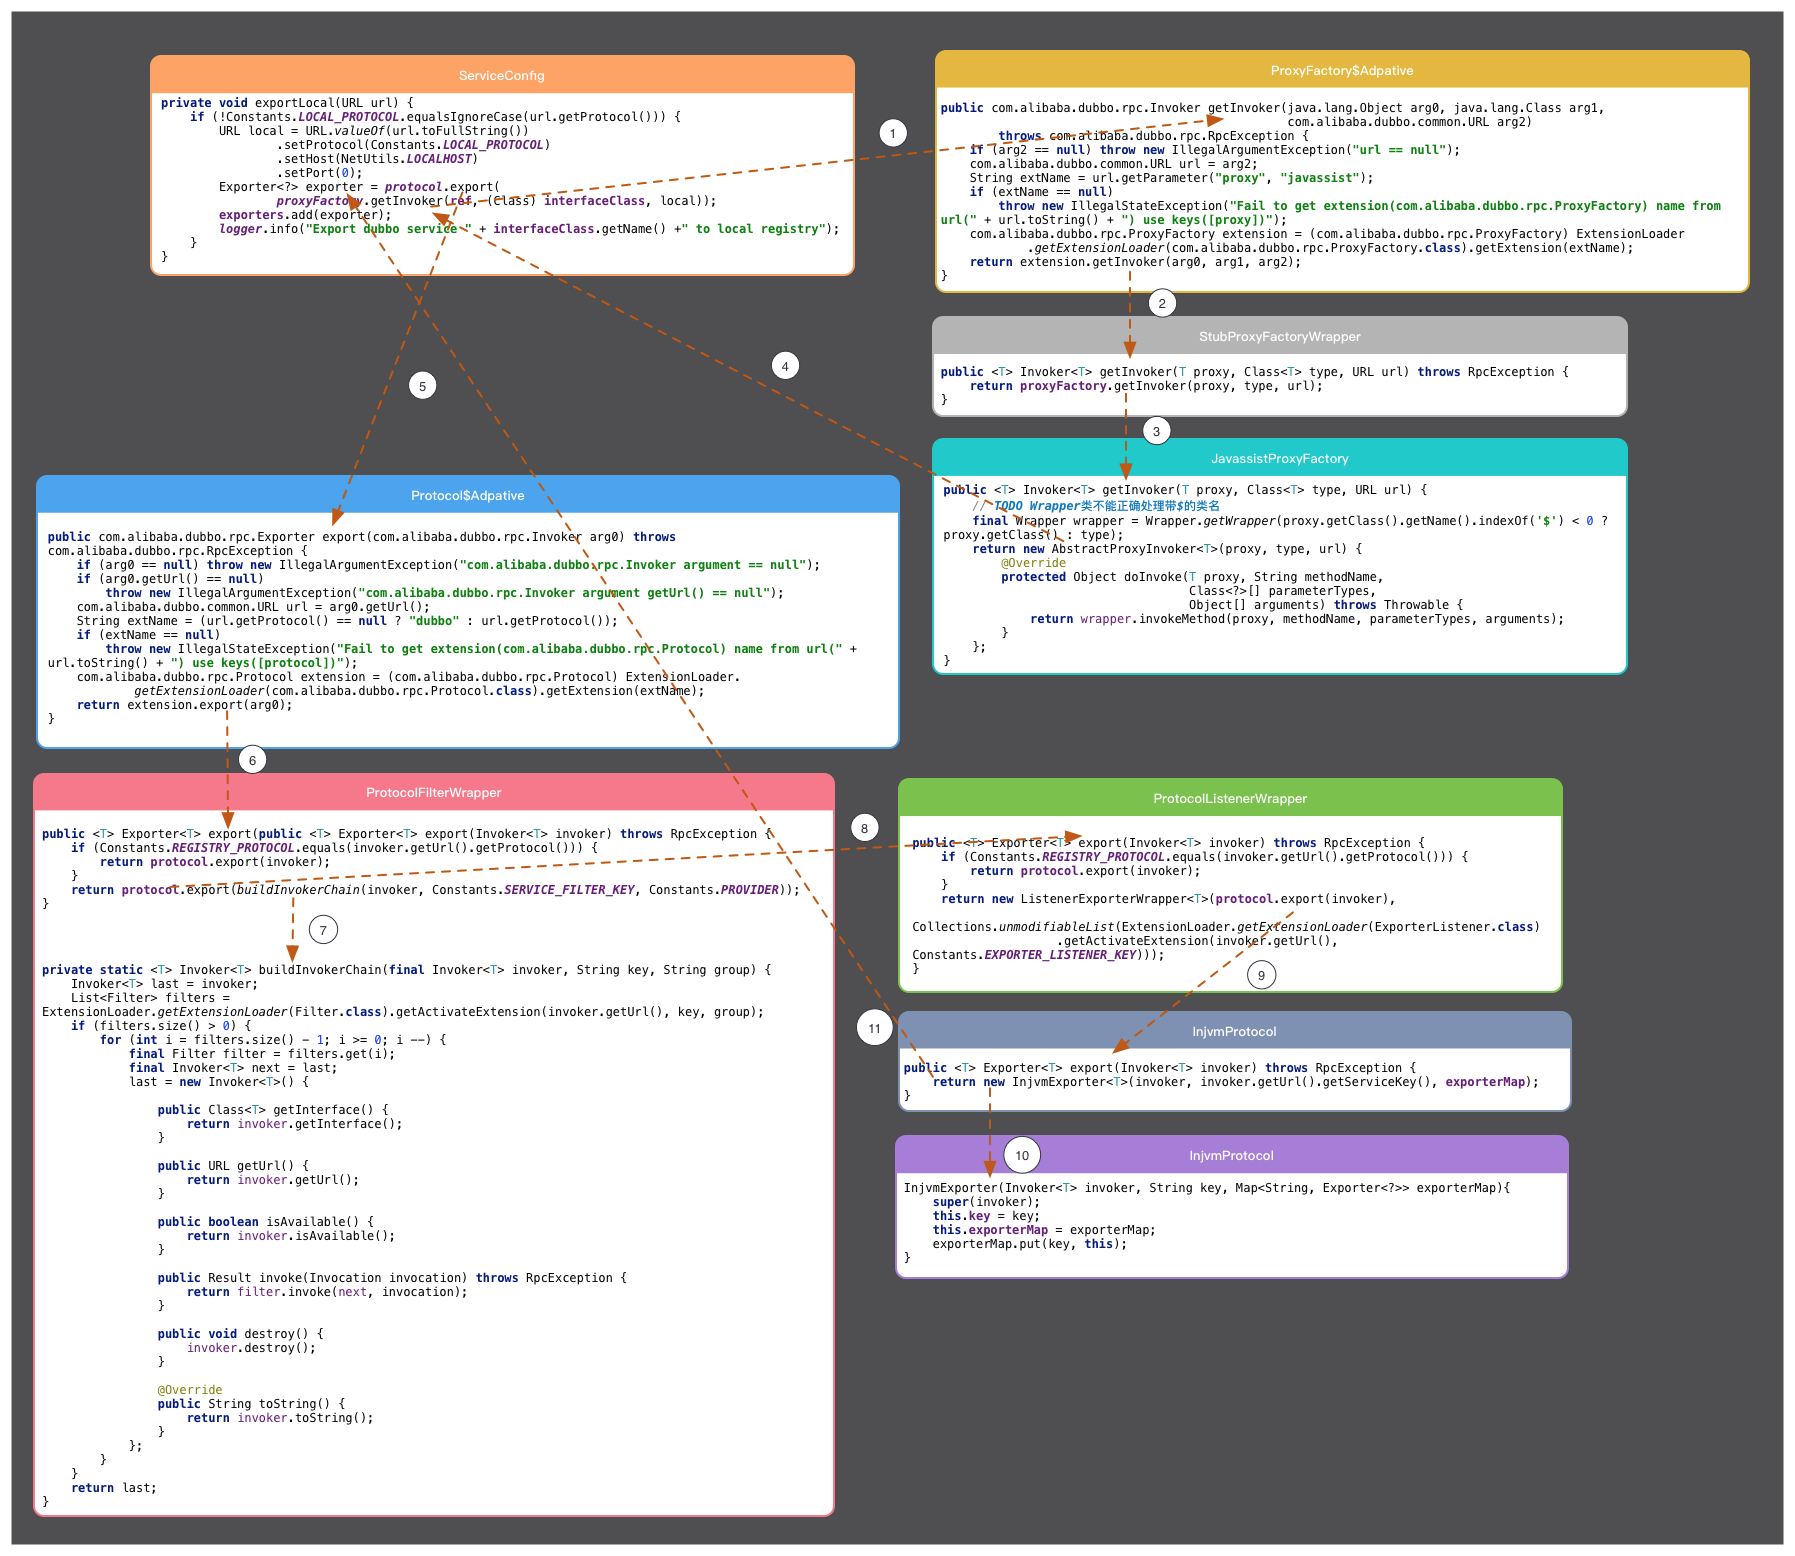 ServiceConfig
private void exportLocal(URL url) {
if (!Constants.LOCAL_PROTOCOL.equalsIgnoreCase(url.getProtocol())) {
URL local = URL.valueOf(url.toFullString())
.setProtocol(Constants.LOCAL_PROTOCOL)
.setHost(NetUtils.LOCALHOST)
.setPort(0);
Exporter<?> exporter = protocol.export(
proxyFactory.getInvoker(ref, (Class) interfaceClass, local));
exporters.add(exporter);
logger.info("Export dubbo service " + interfaceClass.getName() +" to local registry");
}
}
1
ProxyFactory$Adpative
public com.alibaba.dubbo.rpc.Invoker getInvoker(java.lang.Object arg0, java.lang.Class arg1,
com.alibaba.dubbo.common.URL arg2)
throws com.alibaba.dubbo.rpc.RpcException {
if (arg2 == null) throw new IllegalArgumentException("url == null");
com.alibaba.dubbo.common.URL url = arg2;
String extName = url.getParameter("proxy", "javassist");
if (extName == null)
throw new IllegalStateException("Fail to get extension(com.alibaba.dubbo.rpc.ProxyFactory) name from
url(" + url.toString() + ") use keys([proxy])");
com.alibaba.dubbo.rpc.ProxyFactory extension = (com.alibaba.dubbo.rpc.ProxyFactory) ExtensionLoader
.getExtensionLoader(com.alibaba.dubbo.rpc.ProxyFactory.class).getExtension(extName);
return extension.getInvoker(arg0, arg1, arg2);
}
2
StubProxyFactoryWrapper
public <T> Invoker<T> getInvoker(T proxy, Class<T> type, URL url) throws RpcException {
return proxyFactory.getInvoker(proxy, type, url);
}
3
4
5
JavassistProxyFactory
public <T> Invoker<T> getInvoker(T proxy, Class<T> type, URL url) {
// TODO Wrapper类不能正确处理带$的类名
final Wrapper wrapper = Wrapper.getWrapper(proxy.getClass().getName().indexOf('$') < 0 ?
proxy.getClass() : type);
return new AbstractProxyInvoker<T>(proxy, type, url) {
@Override
protected Object doInvoke(T proxy, String methodName,
Class<?>[] parameterTypes,
Object[] arguments) throws Throwable {
return wrapper.invokeMethod(proxy, methodName, parameterTypes, arguments);
}
};
}
Protocol$Adpative
public com.alibaba.dubbo.rpc.Exporter export(com.alibaba.dubbo.rpc.Invoker arg0) throws
com.alibaba.dubbo.rpc.RpcException {
if (arg0 == null) throw new IllegalArgumentException("com.alibaba.dubbo.rpc.Invoker argument == null");
if (arg0.getUrl() == null)
throw new IllegalArgumentException("com.alibaba.dubbo.rpc.Invoker argument getUrl() == null");
com.alibaba.dubbo.common.URL url = arg0.getUrl();
String extName = (url.getProtocol() == null ? "dubbo" : url.getProtocol());
if (extName == null)
throw new IllegalStateException("Fail to get extension(com.alibaba.dubbo.rpc.Protocol) name from url(" +
url.toString() + ") use keys([protocol])");
com.alibaba.dubbo.rpc.Protocol extension = (com.alibaba.dubbo.rpc.Protocol) ExtensionLoader.
getExtensionLoader(com.alibaba.dubbo.rpc.Protocol.class).getExtension(extName);
return extension.export(arg0);
}
6
ProtocolFilterWrapper
public <T> Exporter<T> export(public <T> Exporter<T> export(Invoker<T> invoker) throws RpcException {
if (Constants.REGISTRY_PROTOCOL.equals(invoker.getUrl().getProtocol())) {
return protocol.export(invoker);
}
return protocol.export(buildInvokerChain(invoker, Constants.SERVICE_FILTER_KEY, Constants.PROVIDER));
}
7
private static <T> Invoker<T> buildInvokerChain(final Invoker<T> invoker, String key, String group) {
Invoker<T> last = invoker;
List<Filter> filters =
ExtensionLoader.getExtensionLoader(Filter.class).getActivateExtension(invoker.getUrl(), key, group);
if (filters.size() > 0) {
for (int i = filters.size() - 1; i >= 0; i --) {
final Filter filter = filters.get(i);
final Invoker<T> next = last;
last = new Invoker<T>() {
public Class<T> getInterface() {
return invoker.getInterface();
}
public URL getUrl() {
return invoker.getUrl();
}
public boolean isAvailable() {
return invoker.isAvailable();
}
public Result invoke(Invocation invocation) throws RpcException {
return filter.invoke(next, invocation);
}
public void destroy() {
invoker.destroy();
}
@Override
public String toString() {
return invoker.toString();
}
};
}
}
return last;
}
8
ProtocolListenerWrapper
public <T> Exporter<T> export(Invoker<T> invoker) throws RpcException {
if (Constants.REGISTRY_PROTOCOL.equals(invoker.getUrl().getProtocol())) {
return protocol.export(invoker);
}
return new ListenerExporterWrapper<T>(protocol.export(invoker),
Collections.unmodifiableList(ExtensionLoader.getExtensionLoader(ExporterListener.class)
.getActivateExtension(invoker.getUrl(),
Constants.EXPORTER_LISTENER_KEY)));
}
9
11
InjvmProtocol
public <T> Exporter<T> export(Invoker<T> invoker) throws RpcException {
return new InjvmExporter<T>(invoker, invoker.getUrl().getServiceKey(), exporterMap);
}
10
InjvmProtocol
InjvmExporter(Invoker<T> invoker, String key, Map<String, Exporter<?>> exporterMap){
super(invoker);
this.key = key;
this.exporterMap = exporterMap;
exporterMap.put(key, this);
}